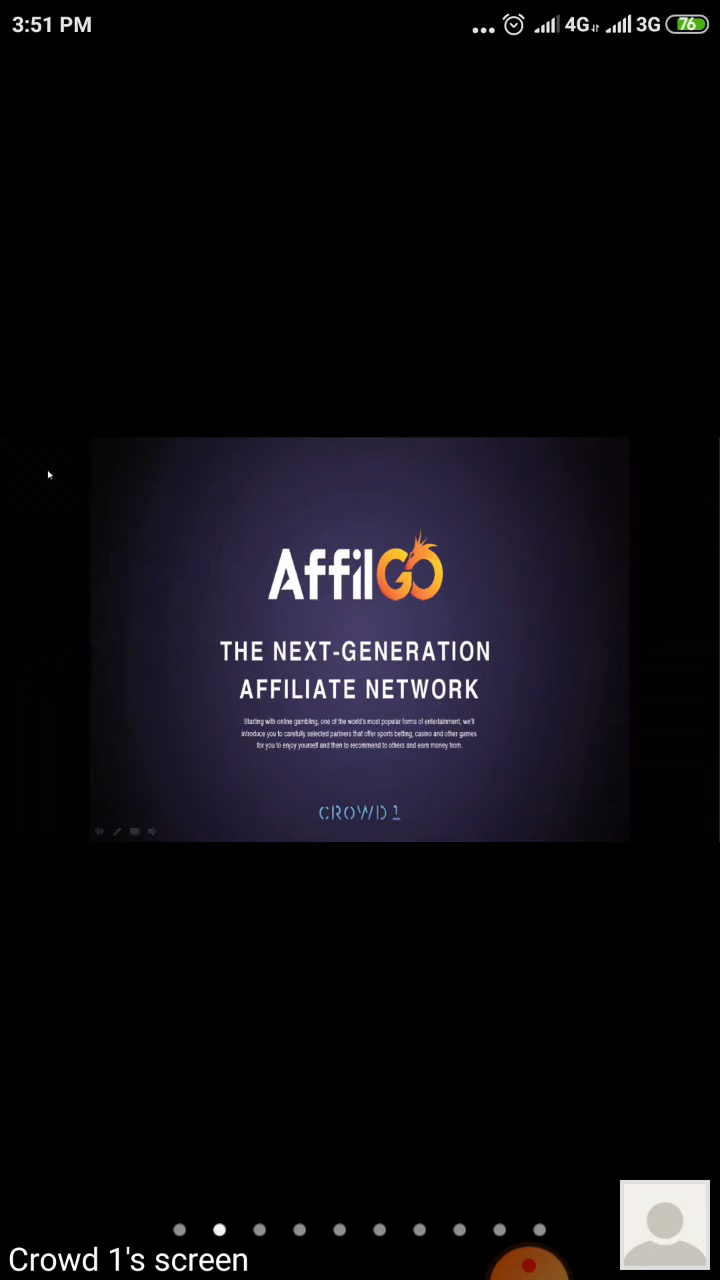 3:51 PM
4G 3G 76
AffilGO
THE NEXT-GENERATION
AFFILIATE NETWORK
Starting with online gambling, one of the world's most popular forms of entertainment, we'll
introduce you to carefully selected partners that offer sports betting, casino and other games
for you to enjoy yourself and then to recommend to others and earn money from.
CROWD 1
Crowd 1's screen